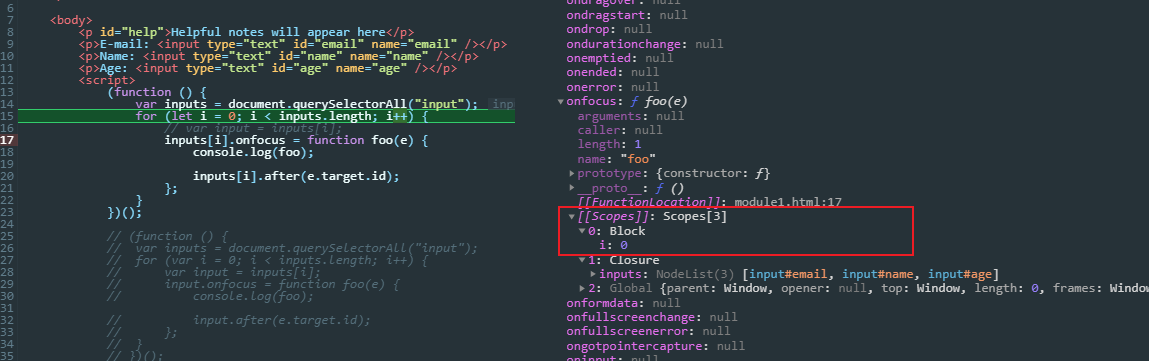 6
7 <body>
8 <p id="help">Helpful notes will appear here</p>
9 <p>E-mail: <input type="text" id="email" name="email" /></p>
10 <p>Name: <input type="text" id="name" name="name" /></p>
11 <p>Age: <input type="text" id="age" name="age" /></p>
12 <script>
13 (function () {
14 var inputs = document.querySelectorAll("input"); inp
15 for (let i = 0; i < inputs.length; i++) {
16 // var input = inputs[i];
17 inputs[i].onfocus = function foo(e) {
18 console.log(foo);
19
20 inputs[i].after(e.target.id);
21 };
22 }
23 })();
24
25 // (function () {
26 // var inputs = document.querySelectorAll("input");
27 // for (var i = 0; i < inputs.length; i++) {
28 // var input = inputs[i];
29 // input.onfocus = function foo(e) {
30 // console.log(foo);
31
32 // input.after(e.target.id);
33 // };
34 // }
35 // })();
ondragover: null
ondragstart: null
ondrop: null
ondurationchange: null
onemptied: null
onended: null
onerror: null
onfocus: ƒ foo(e)
arguments: null
caller: null
length: 1
name: "foo"
prototype: {constructor: ƒ}
__proto__: ƒ ()
[[FunctionLocation]]: module1.html:17
[[Scopes]]: Scopes[3]
0: Block
i: 0
1: Closure
inputs: NodeList(3) [input#email, input#name, input#age]
2: Global {parent: Window, opener: null, top: Window, length: 0, frames: Window
onformdata: null
onfullscreenchange: null
onfullscreenerror: null
ongotpointercapture: null
oninput: null